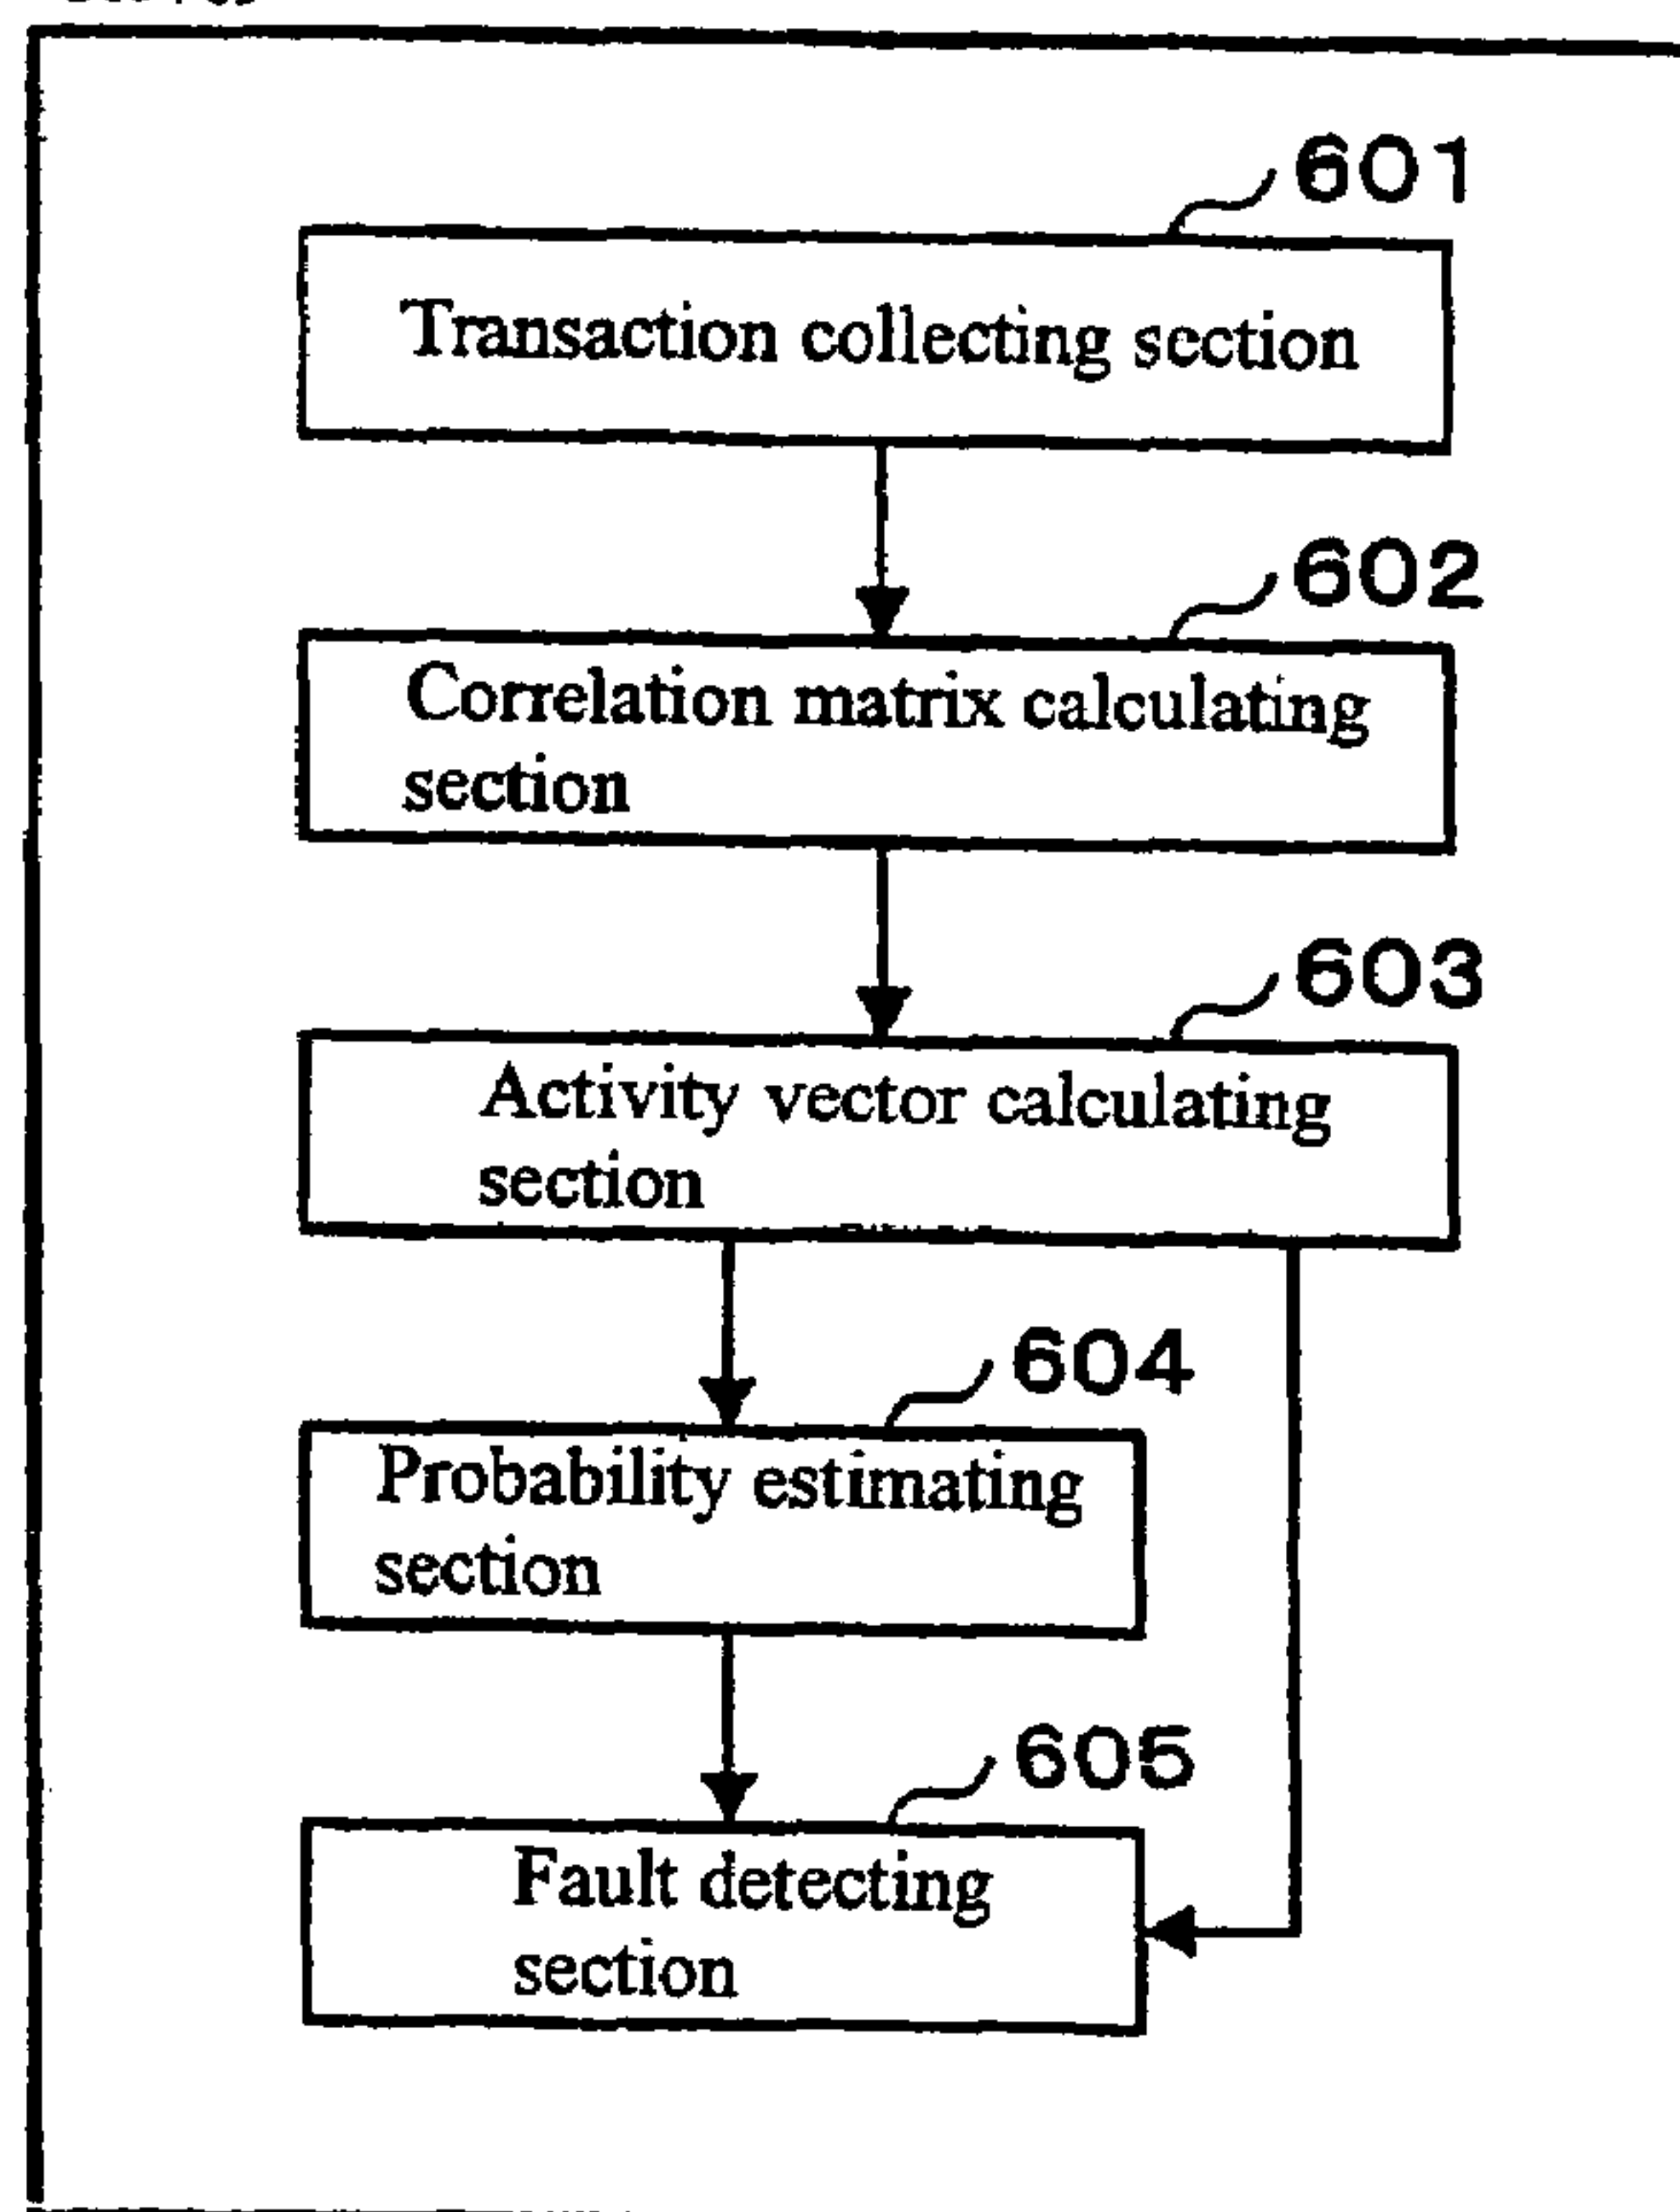 601
Transaction collecting section
602
Correlation matrix calculating
section
603
Activity vector calculating
section
604
Probability estimating
section
605
Fault detecting
section